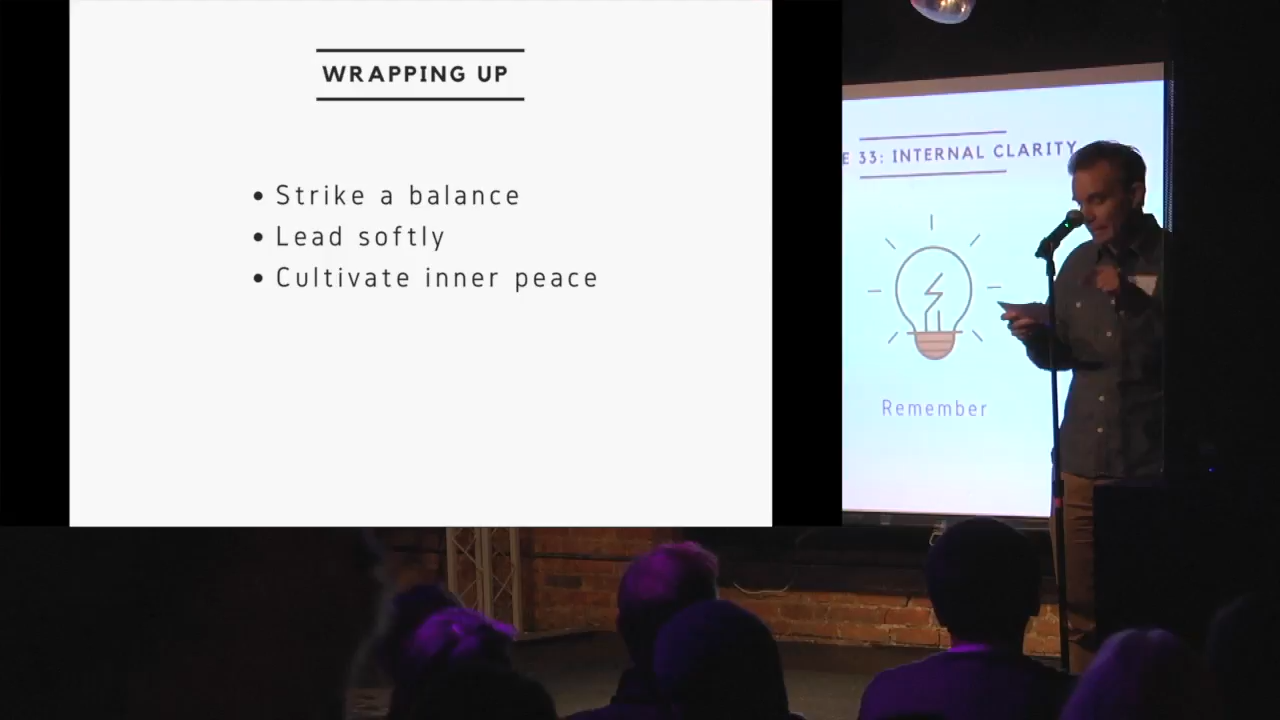 WRAPPING UP
• Strike a balance
• Lead softly
• Cultivate inner peace
E 33: INTERNAL CLARITY
Remember